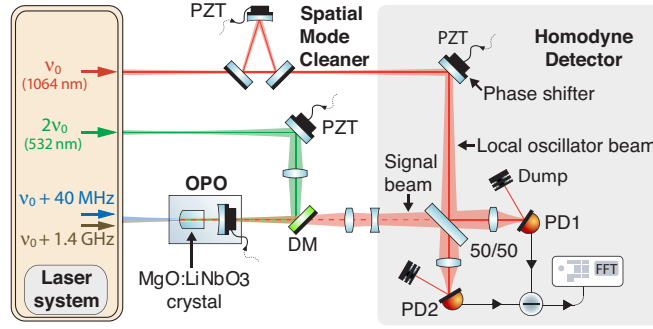 PZT
Spatial
Mode
Cleaner
Homodyne
Detector
PZT
ν₀
(1064 nm)
Phase shifter
2ν₀
(532 nm)
PZT
Local oscillator beam
Signal
beam
Dump
OPO
ν₀ + 40 MHz
ν₀ + 1.4 GHz
DM
50/50
PD1
Laser
system
MgO:LiNbO3
crystal
PD2
FFT